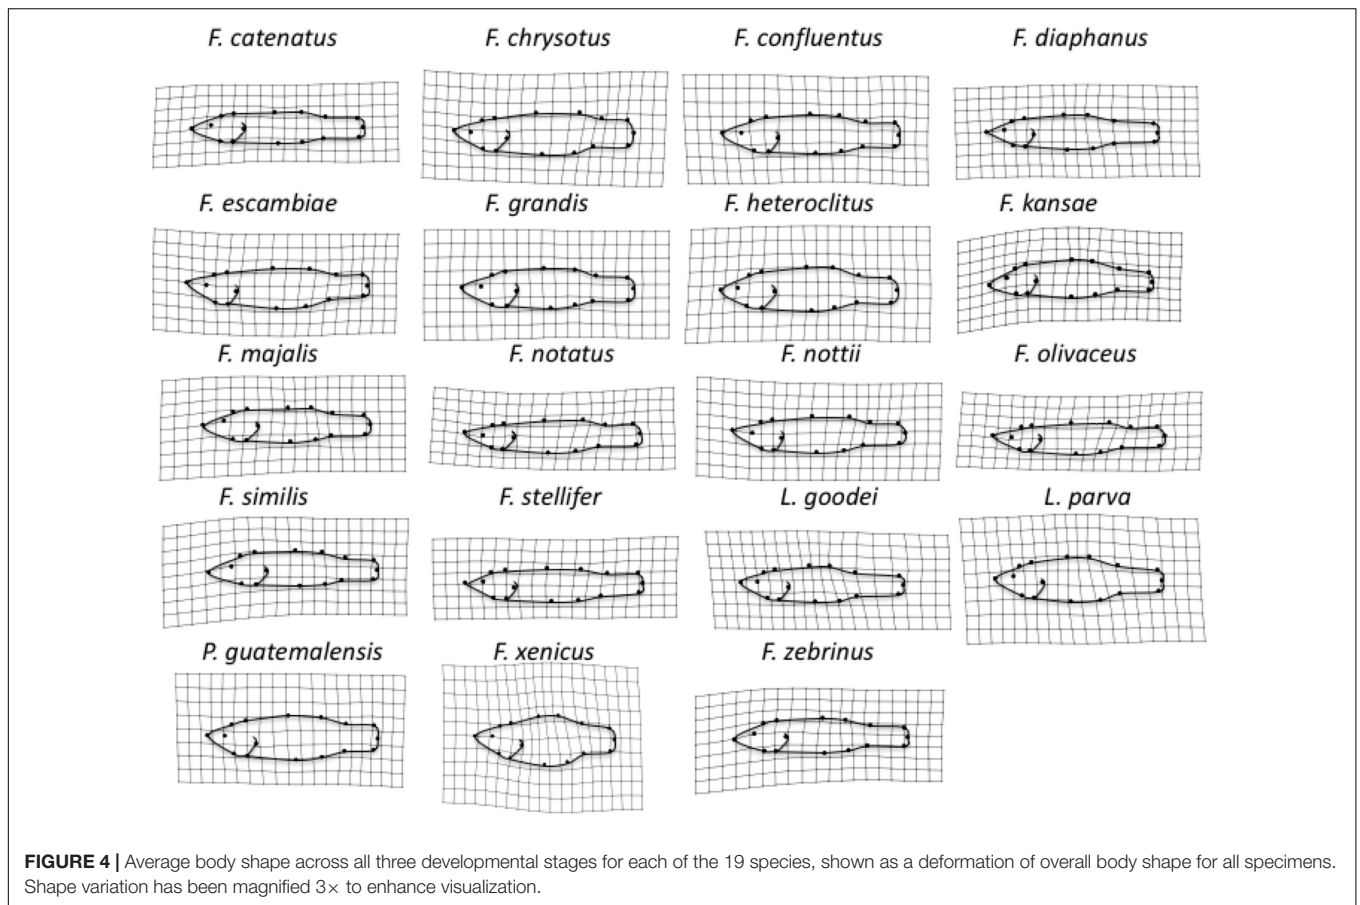 F. catenatus F. chrysotus F. confluentus F. diaphanus
F. escambiae F. grandis F. heteroclitus F. kansae
F. majalis F. notatus F. nottii F. olivaceus
F. similis F. stellifer L. goodei L. parva
P. guatemalensis F. xenicus F. zebrinus
FIGURE 4 | Average body shape across all three developmental stages for each of the 19 species, shown as a deformation of overall body shape for all specimens.
Shape variation has been magnified 3× to enhance visualization.